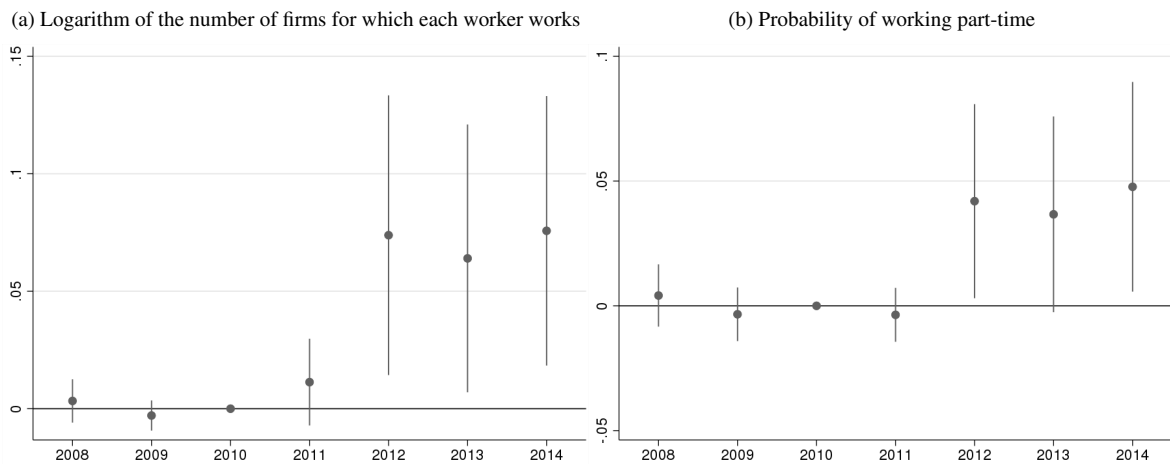 (a) Logarithm of the number of firms for which each worker works
.15
.1
.05
0
2008 2009 2010 2011 2012 2013 2014
(b) Probability of working part-time
.1
.05
0
-.05
2008 2009 2010 2011 2012 2013 2014